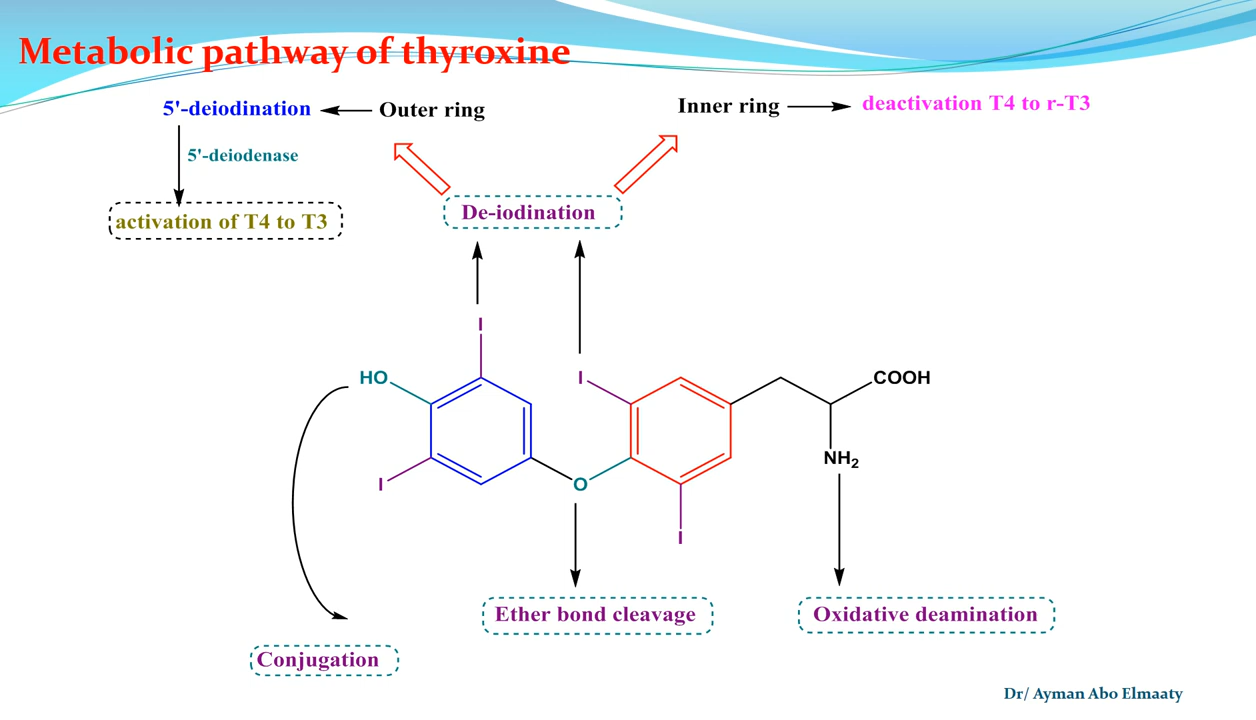 Metabolic pathway of thyroxine
5'-deiodination
Outer ring
Inner ring
deactivation T4 to r-T3
5'-deiodenase
activation of T4 to T3
De-iodination
I
HO
I
COOH
NH2
I
O
I
Ether bond cleavage
Oxidative deamination
Conjugation
Dr/ Ayman Abo Elmaaty